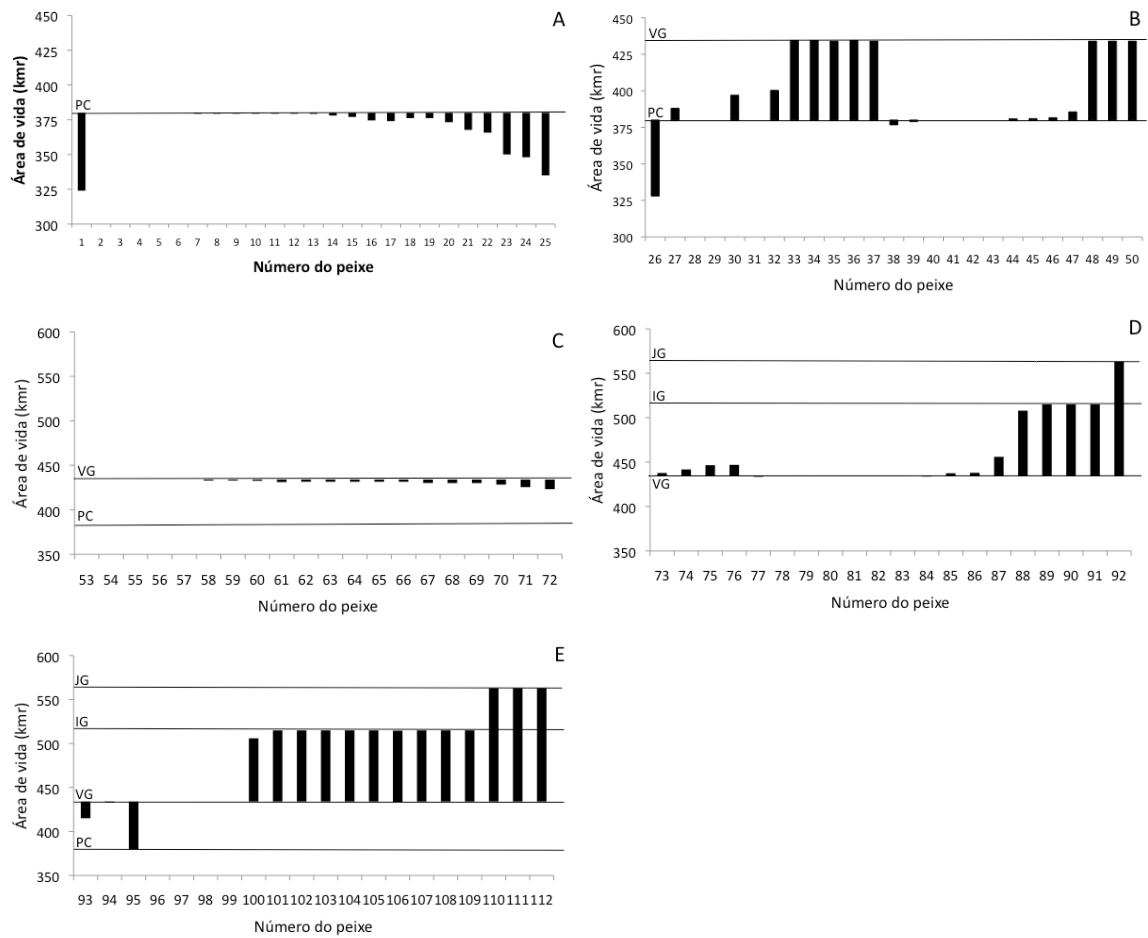 A
Área de vida (kmr)
450
425
400
375
350
325
300
PC
1 2 3 4 5 6 7 8 9 10 11 12 13 14 15 16 17 18 19 20 21 22 23 24 25
Número do peixe
B
Área de vida (kmr)
450
425
400
375
350
325
300
VG
PC
26 27 28 29 30 31 32 33 34 35 36 37 38 39 40 41 42 43 44 45 46 47 48 49 50
Número do peixe
C
Área de vida (kmr)
600
550
500
450
400
350
VG
PC
53 54 55 56 57 58 59 60 61 62 63 64 65 66 67 68 69 70 71 72
Número do peixe
D
Área de vida (kmr)
600
550
500
450
400
350
JG
IG
VG
73 74 75 76 77 78 79 80 81 82 83 84 85 86 87 88 89 90 91 92
Número do peixe
E
Área de vida (kmr)
600
550
500
450
400
350
JG
IG
VG
PC
93 94 95 96 97 98 99 100 101 102 103 104 105 106 107 108 109 110 111 112
Número do peixe